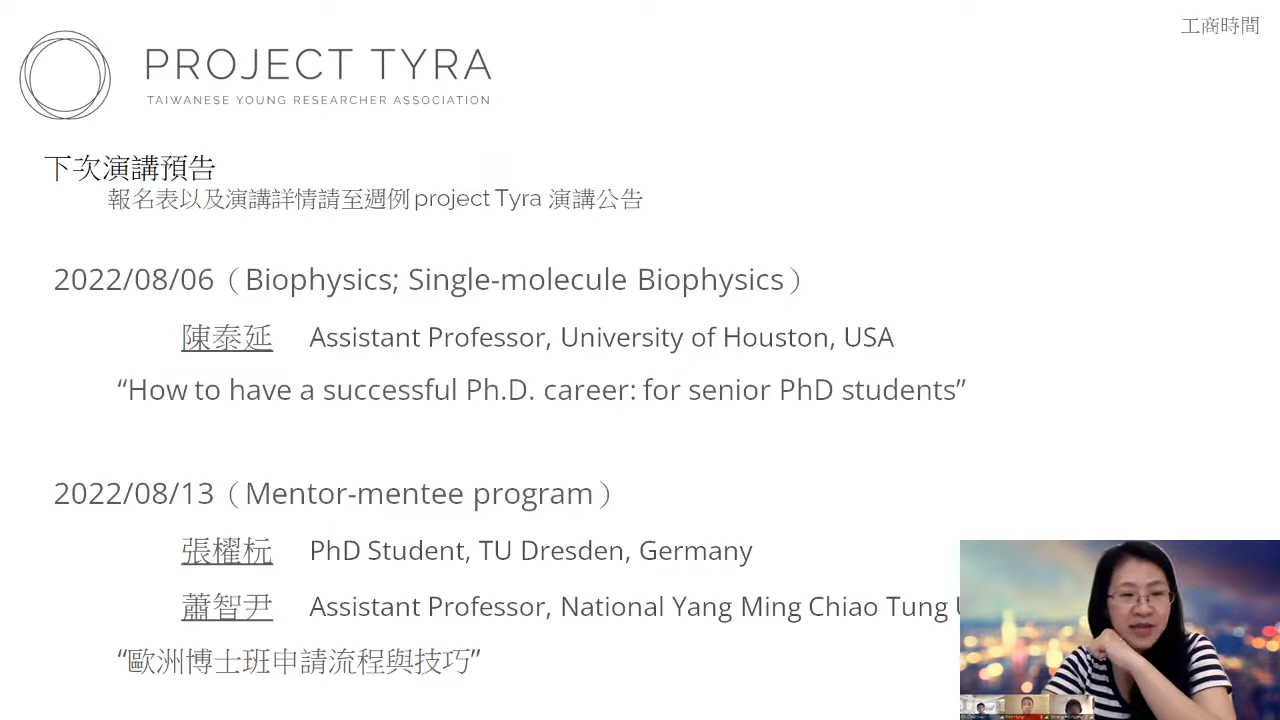 工商時間
PROJECT TYRA
TAIWANESE YOUNG RESEARCHER ASSOCIATION
下次演講預告
報名表以及演講詳情請至週例 project Tyra 演講公告
2022/08/06（Biophysics; Single-molecule Biophysics）
陳泰延 Assistant Professor, University of Houston, USA
“How to have a successful Ph.D. career: for senior PhD students”
2022/08/13（Mentor-mentee program）
張櫂杬 PhD Student, TU Dresden, Germany
蕭智尹 Assistant Professor, National Yang Ming Chiao Tung
“歐洲博士班申請流程與技巧”